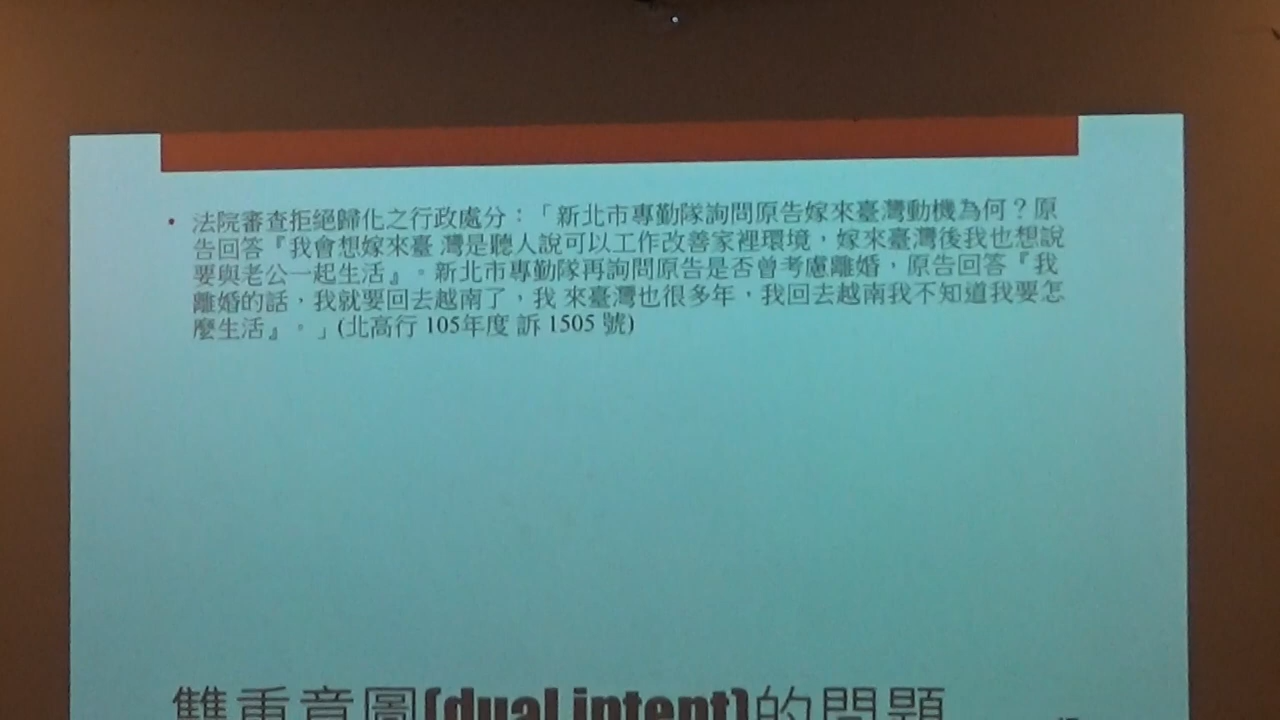 • 法院審查拒絕歸化之行政處分：「新北市專勤隊詢問原告嫁來臺灣動機為何？原
告回答『我會想嫁來臺 灣是聽人說可以工作改善家裡環境，嫁來臺灣後我也想說
要與老公一起生活』。新北市專勤隊再詢問原告是否曾考慮離婚，原告回答『我
離婚的話，我就要回去越南了，我 來臺灣也很多年，我回去越南我不知道我要怎
麼生活』。」(北高行 105年度 訴 1505 號)
雙重意圖(dual intent)的問題